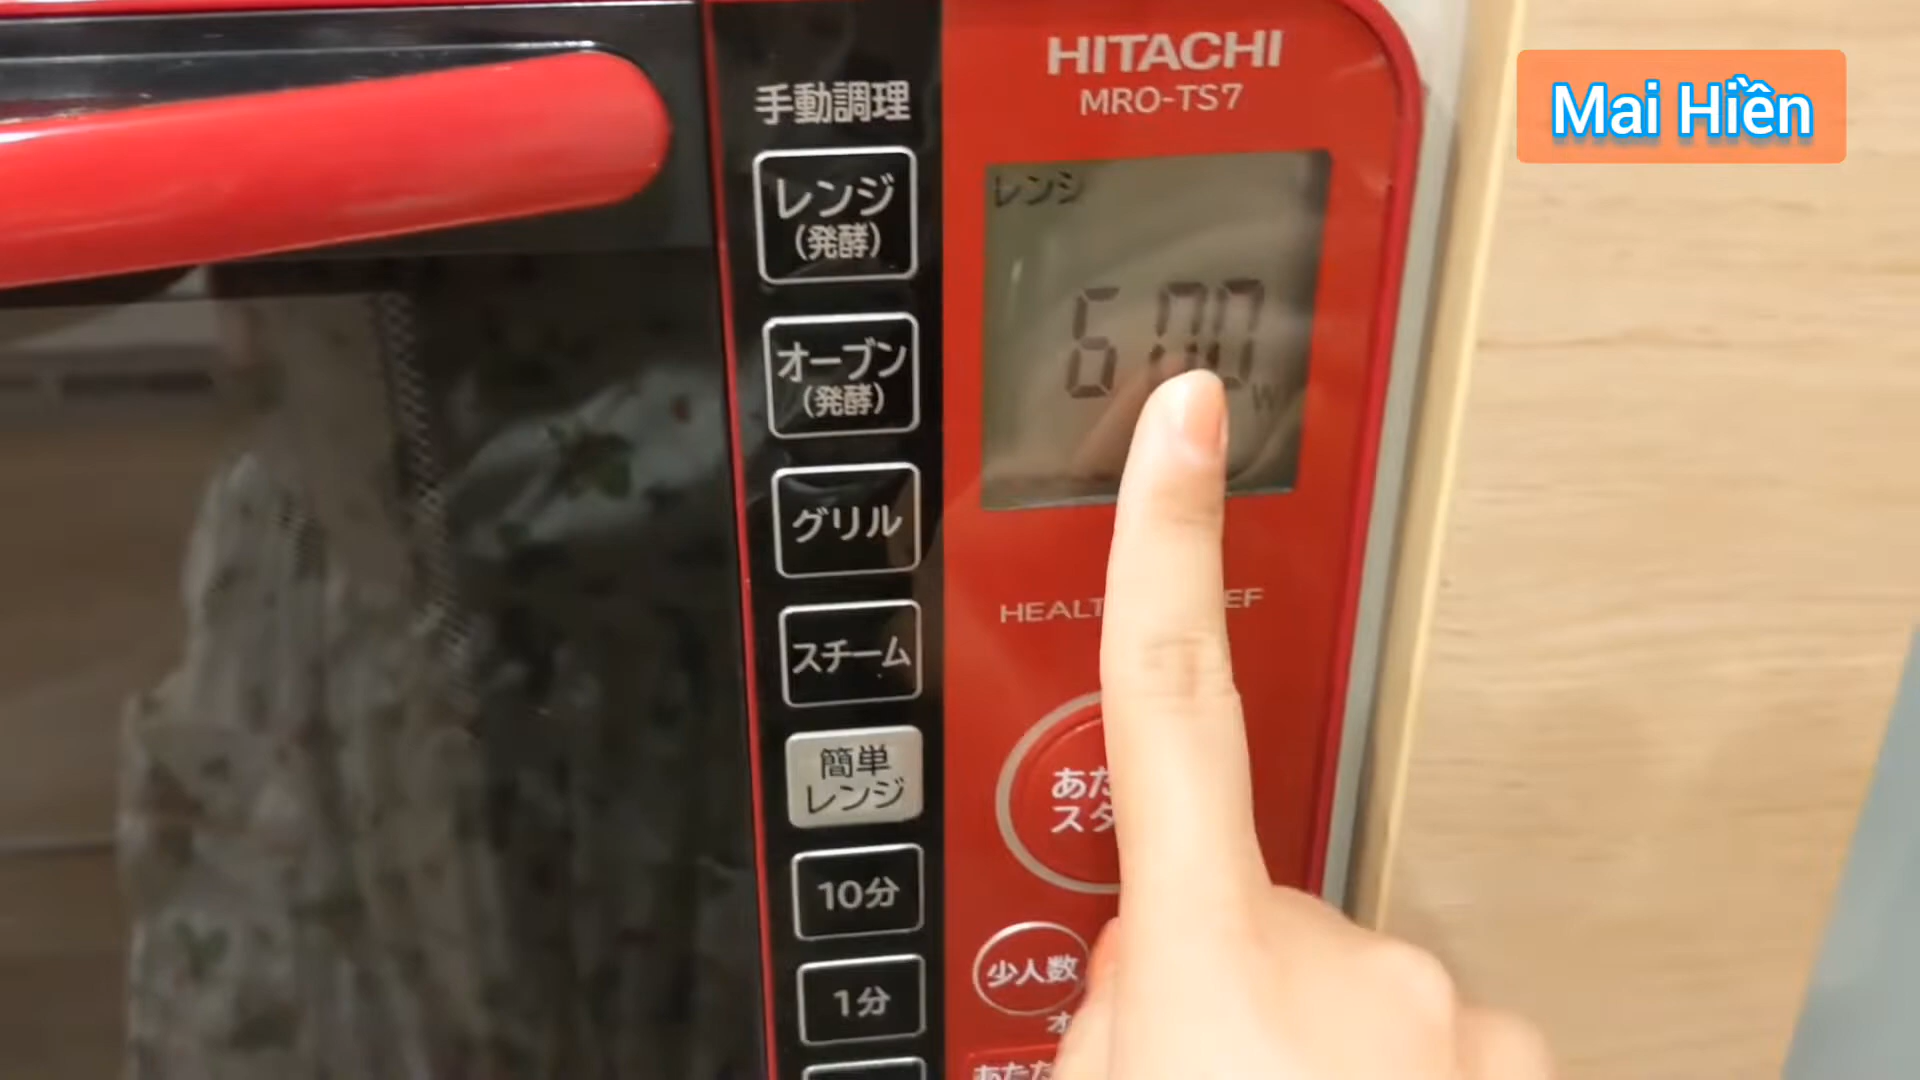 Mai Hiền
HITACHI
MRO-TS7
手動調理
レンジ
(発酵)
オーブン
(発酵)
グリル
スチーム
簡単
レンジ
10分
1分
レンジ
600
W
少人数